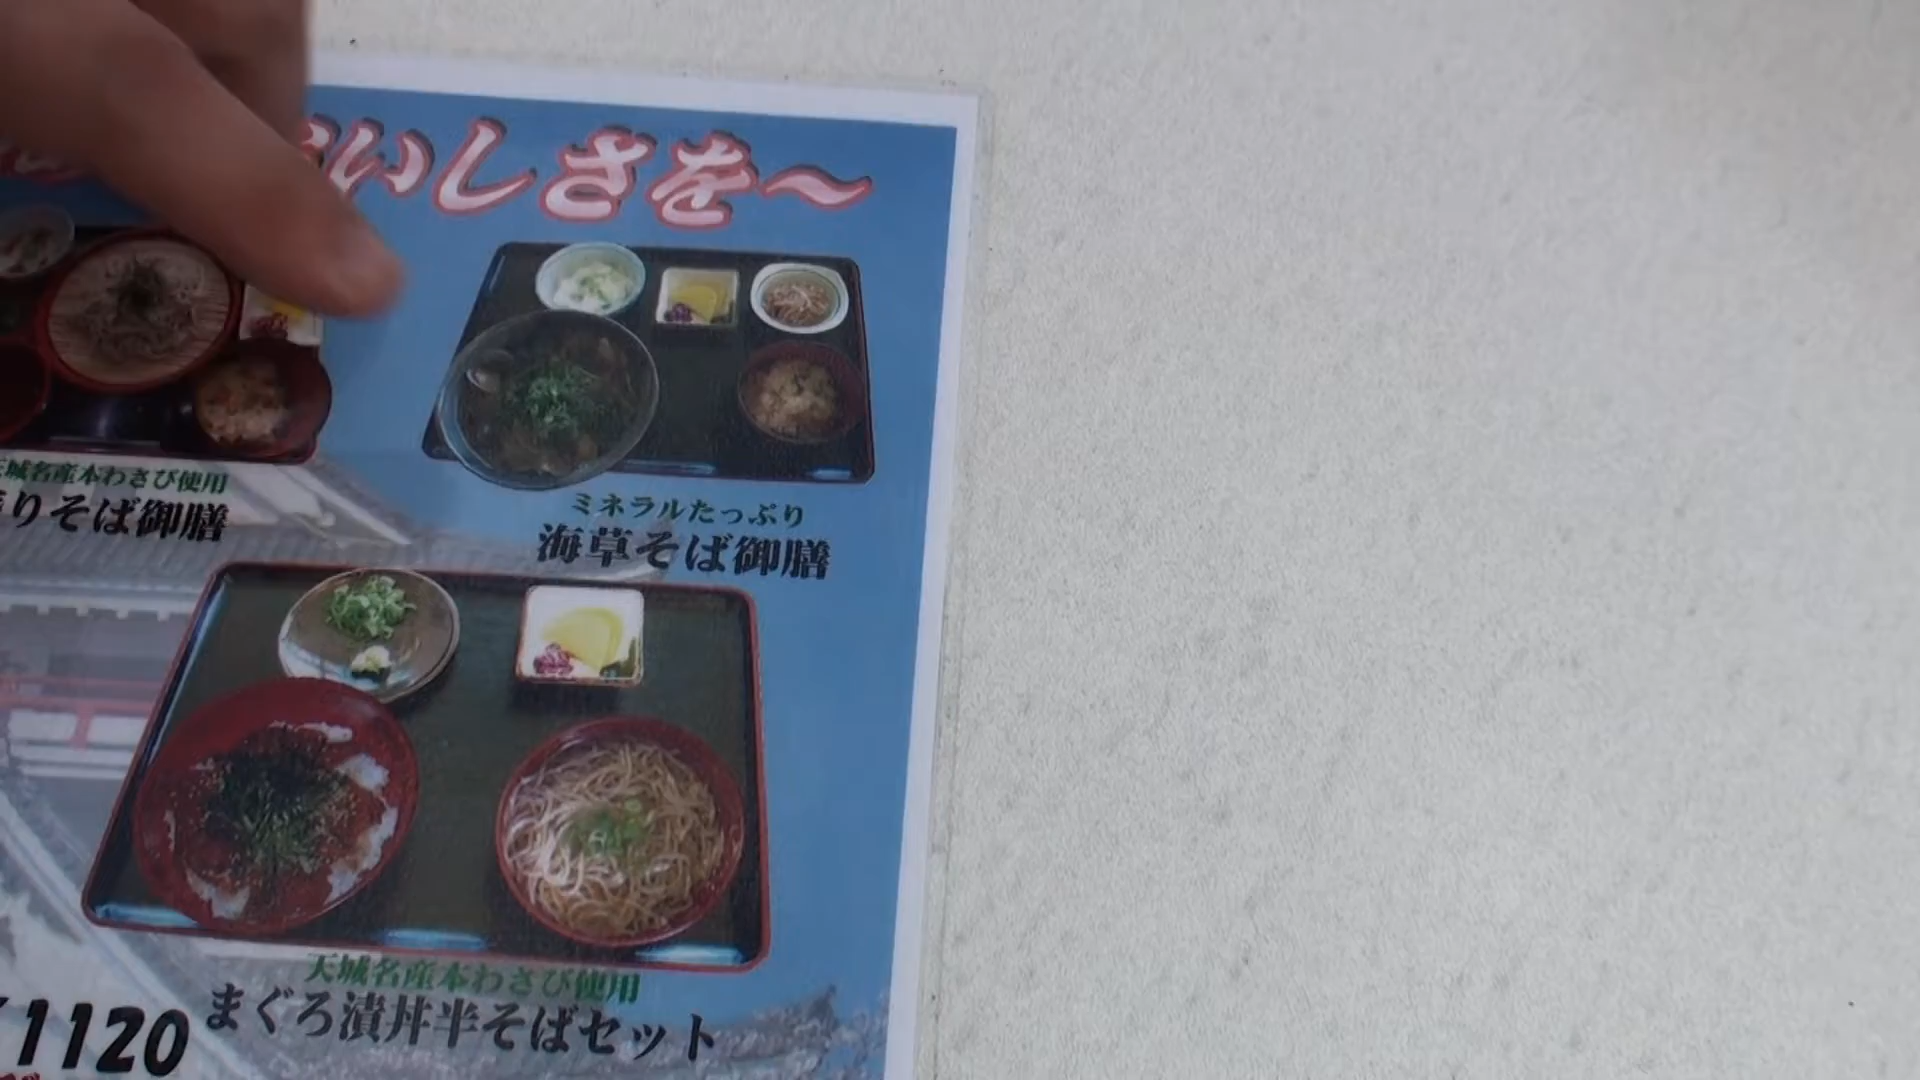 いしさを～
天城名産本わさび使用
りそば御膳
ミネラルたっぷり
海草そば御膳
天城名産本わさび使用
まぐろ漬丼半そばセット
1120